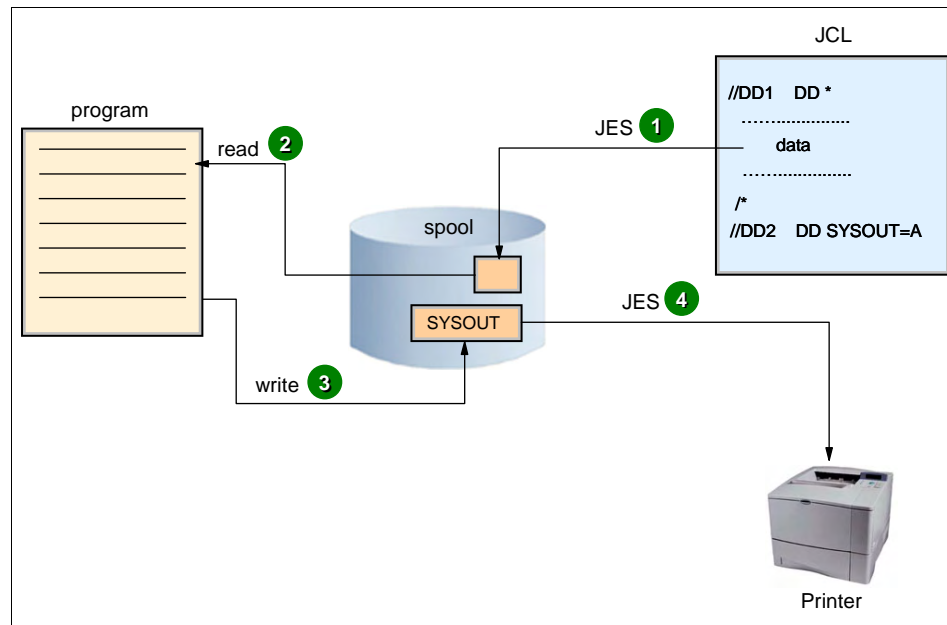 JCL
//DD1 DD *
.......................
data
.......................
/*
//DD2 DD SYSOUT=A
program
JES 1
read 2
spool
SYSOUT
JES 4
write 3
Printer